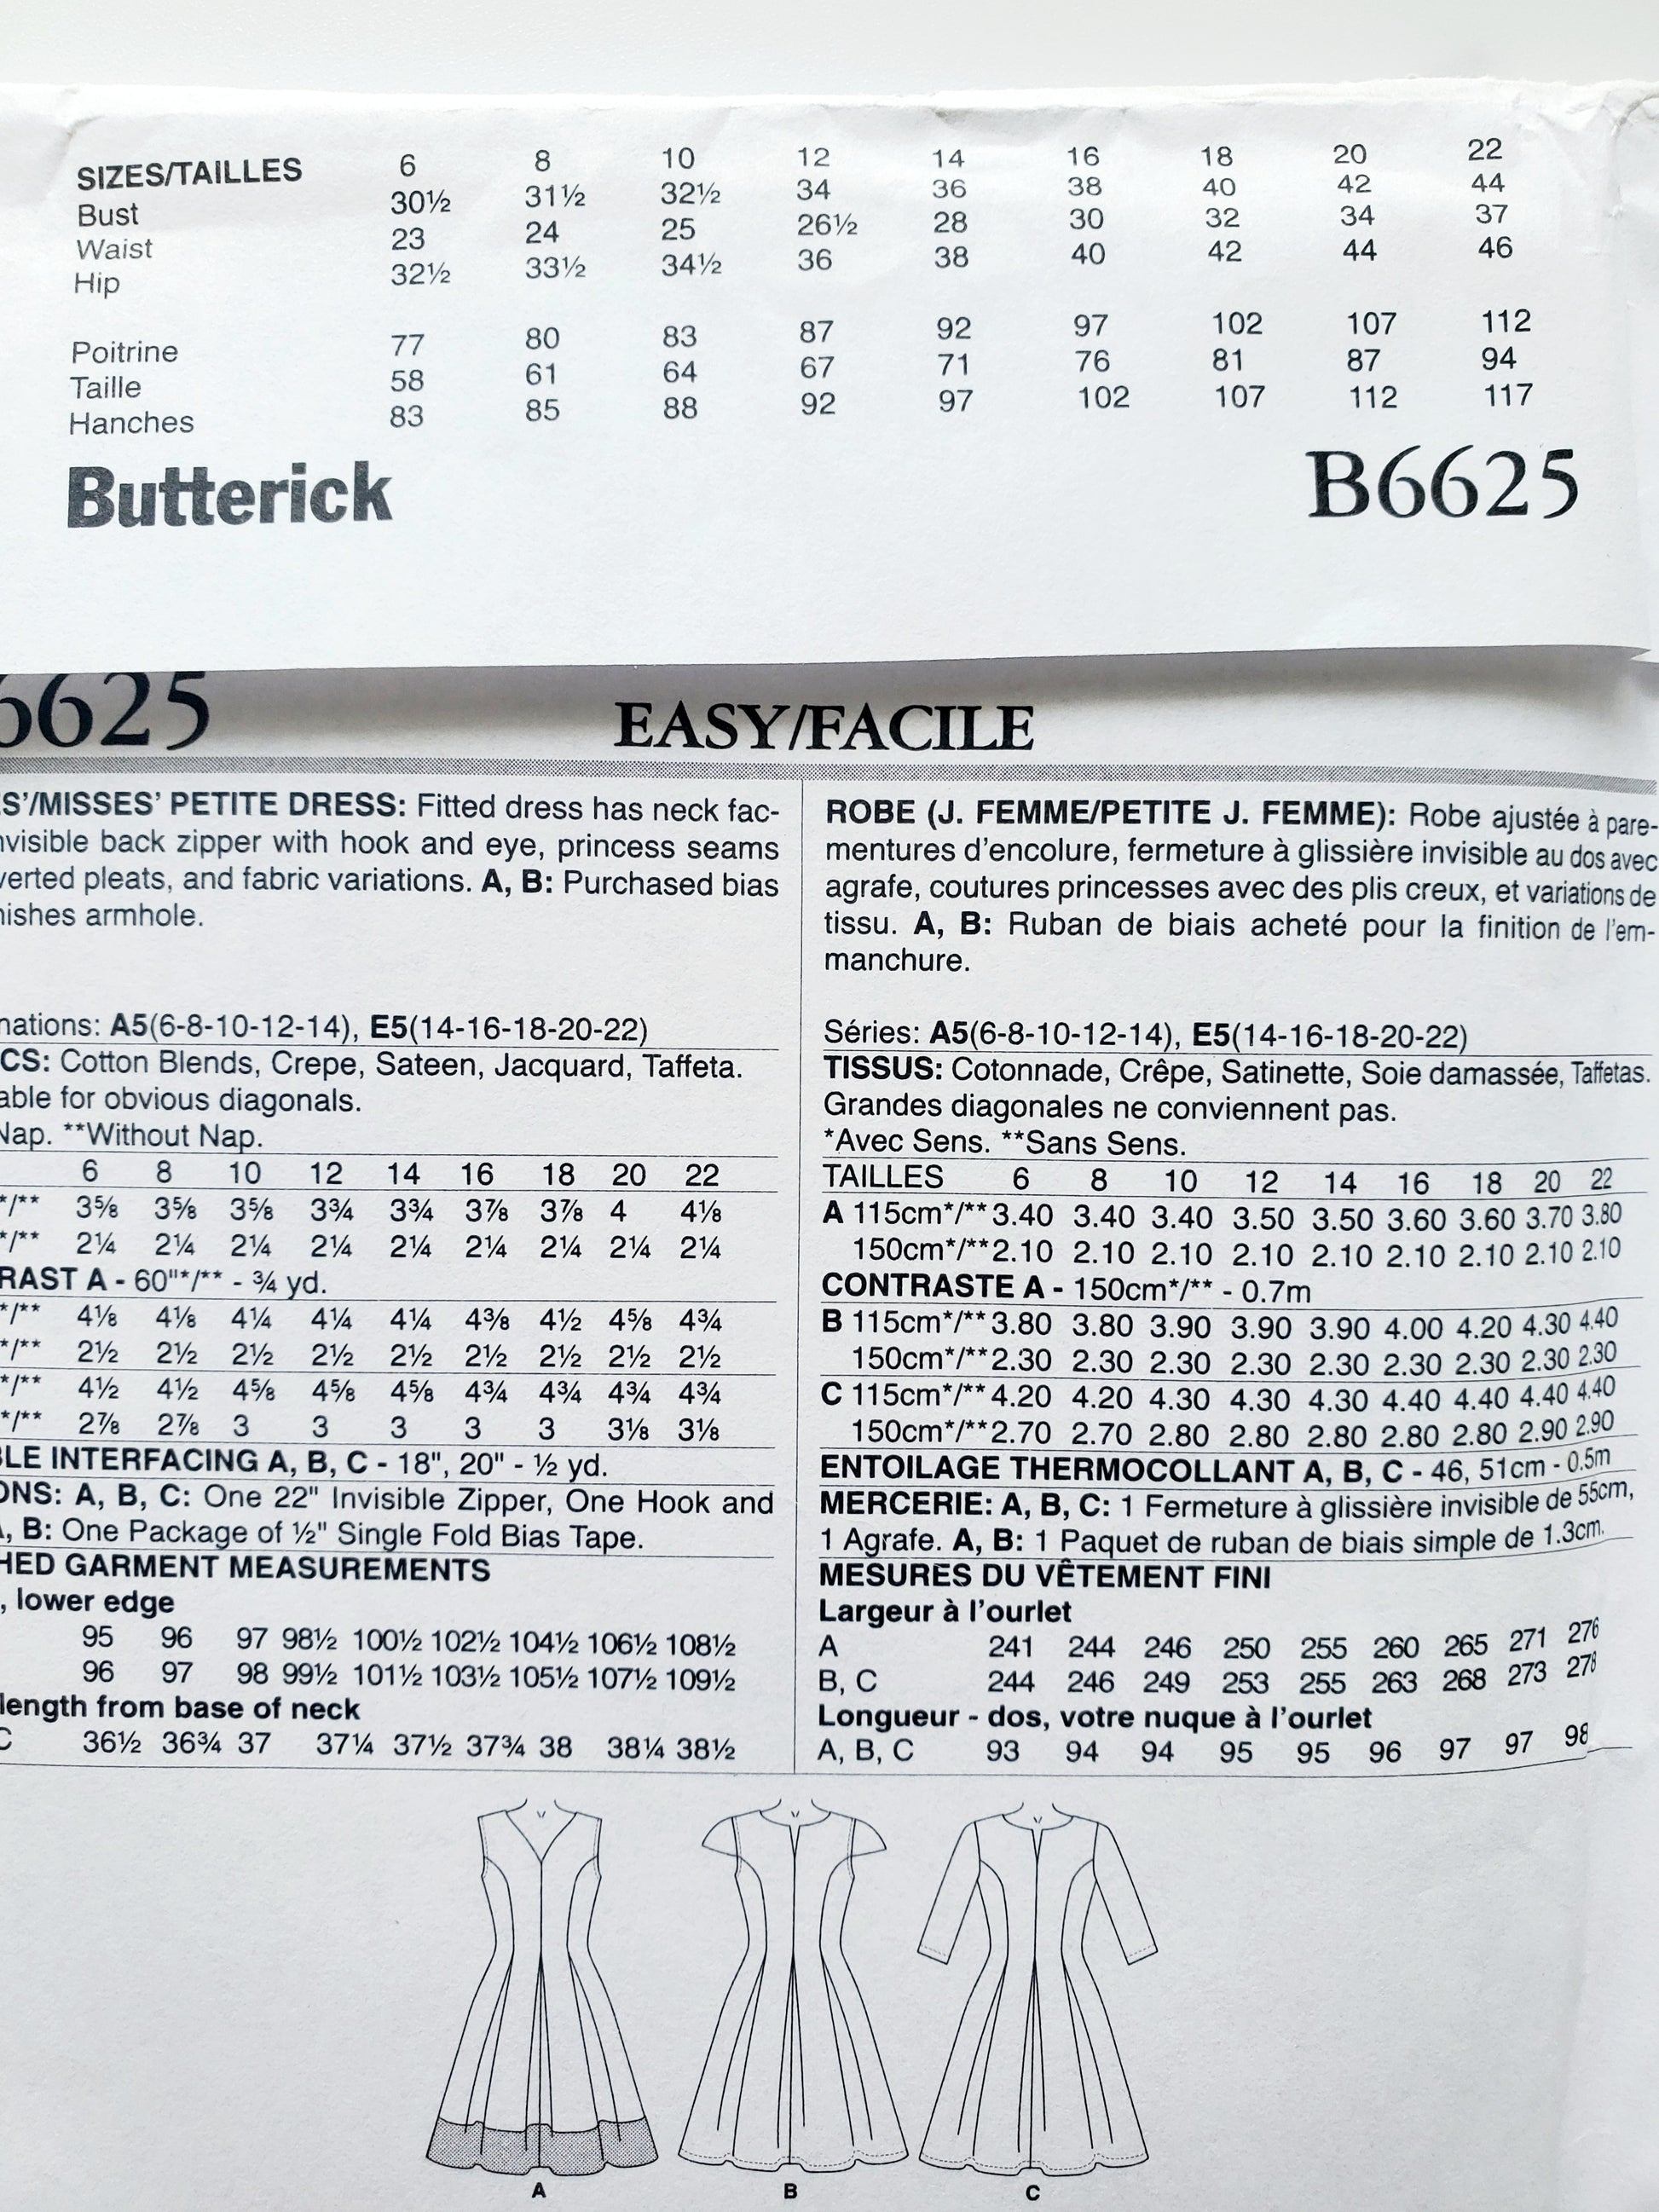 SIZES/TAILLES 6 8 10 12 14 16 18 20 22
Bust 30½ 31½ 32½ 34 36 38 40 42 44
Waist 23 24 25 26½ 28 30 32 34 37
Hip 32½ 33½ 34½ 36 38 40 42 44 46
Poitrine 77 80 83 87 92 97 102 107 112
Taille 58 61 64 67 71 76 81 87 94
Hanches 83 85 88 92 97 102 107 112 117
Butterick B6625
6625 EASY/FACILE
S'/MISSES' PETITE DRESS: Fitted dress has neck fac-
nvisible back zipper with hook and eye, princess seams
verted pleats, and fabric variations. A, B: Purchased bias
nishes armhole.
nations: A5(6-8-10-12-14), E5(14-16-18-20-22)
CS: Cotton Blends, Crepe, Sateen, Jacquard, Taffeta.
able for obvious diagonals.
Nap. **Without Nap.
6 8 10 12 14 16 18 20 22
*/** 3⅝ 3⅝ 3⅝ 3¾ 3¾ 3⅞ 3⅞ 4 4⅛
*/** 2¼ 2¼ 2¼ 2¼ 2¼ 2¼ 2¼ 2¼ 2¼
RAST A - 60"*/** - ¾ yd.
*/** 4⅛ 4⅛ 4¼ 4¼ 4¼ 4⅜ 4½ 4⅝ 4¾
*/** 2½ 2½ 2½ 2½ 2½ 2½ 2½ 2½ 2½
*/** 4½ 4½ 4⅝ 4⅝ 4⅝ 4¾ 4¾ 4¾ 4¾
*/** 2⅞ 2⅞ 3 3 3 3 3 3⅛ 3⅛
LE INTERFACING A, B, C - 18", 20" - ½ yd.
ONS: A, B, C: One 22" Invisible Zipper, One Hook and
, B: One Package of ½" Single Fold Bias Tape.
HED GARMENT MEASUREMENTS
, lower edge
95 96 97 98½ 100½ 102½ 104½ 106½ 108½
96 97 98 99½ 101½ 103½ 105½ 107½ 109½
length from base of neck
C 36½ 36¾ 37 37¼ 37½ 37¾ 38 38¼ 38½
ROBE (J. FEMME/PETITE J. FEMME): Robe ajustée à pare-
mentures d'encolure, fermeture à glissière invisible au dos avec
agrafe, coutures princesses avec des plis creux, et variations de
tissu. A, B: Ruban de biais acheté pour la finition de l'em-
manchure.
Séries: A5(6-8-10-12-14), E5(14-16-18-20-22)
TISSUS: Cotonnade, Crêpe, Satinette, Soie damassée, Taffetas.
Grandes diagonales ne conviennent pas.
*Avec Sens. **Sans Sens.
TAILLES 6 8 10 12 14 16 18 20 22
A 115cm*/** 3.40 3.40 3.40 3.50 3.50 3.60 3.60 3.70 3.80
150cm*/** 2.10 2.10 2.10 2.10 2.10 2.10 2.10 2.10 2.10
CONTRASTE A - 150cm*/** - 0.7m
B 115cm*/** 3.80 3.80 3.90 3.90 3.90 4.00 4.20 4.30 4.40
150cm*/** 2.30 2.30 2.30 2.30 2.30 2.30 2.30 2.30 2.30
C 115cm*/** 4.20 4.20 4.30 4.30 4.30 4.40 4.40 4.40 4.40
150cm*/** 2.70 2.70 2.80 2.80 2.80 2.80 2.80 2.90 2.90
ENTOILAGE THERMOCOLLANT A, B, C - 46, 51cm - 0.5m
MERCERIE: A, B, C: 1 Fermeture à glissière invisible de 55cm,
1 Agrafe. A, B: 1 Paquet de ruban de biais simple de 1.3cm.
MESURES DU VÊTEMENT FINI
Largeur à l'ourlet
A 241 244 246 250 255 260 265 271 276
B, C 244 246 249 253 255 263 268 273 278
Longueur - dos, votre nuque à l'ourlet
A, B, C 93 94 94 95 95 96 97 97 98
A B C